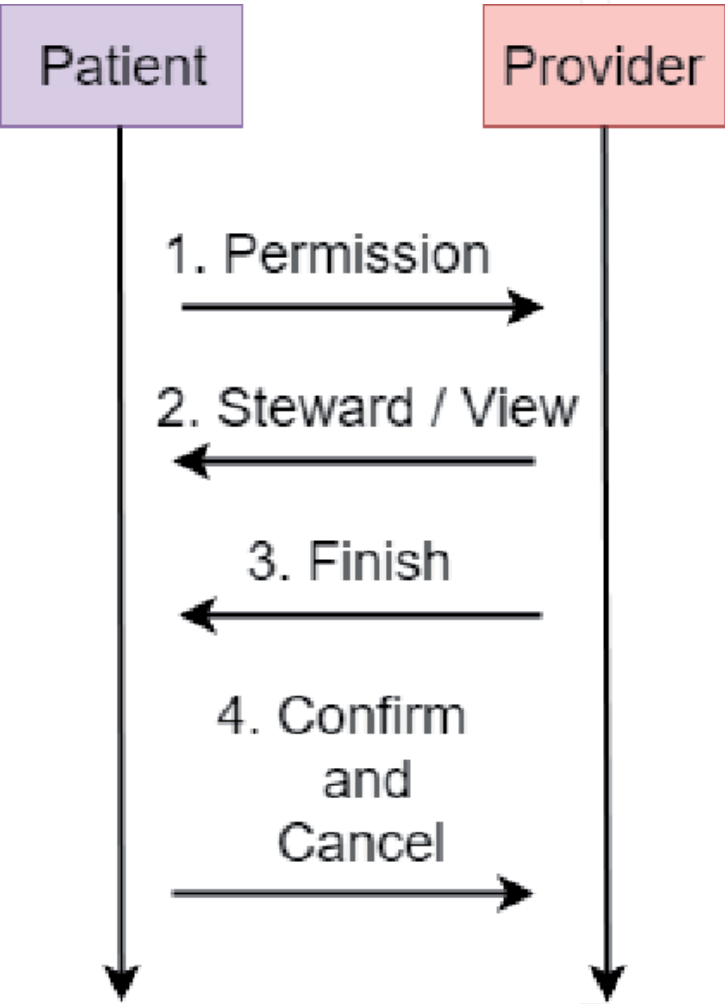 Patient
Provider
1. Permission
2. Steward / View
3. Finish
4. Confirm
and
Cancel